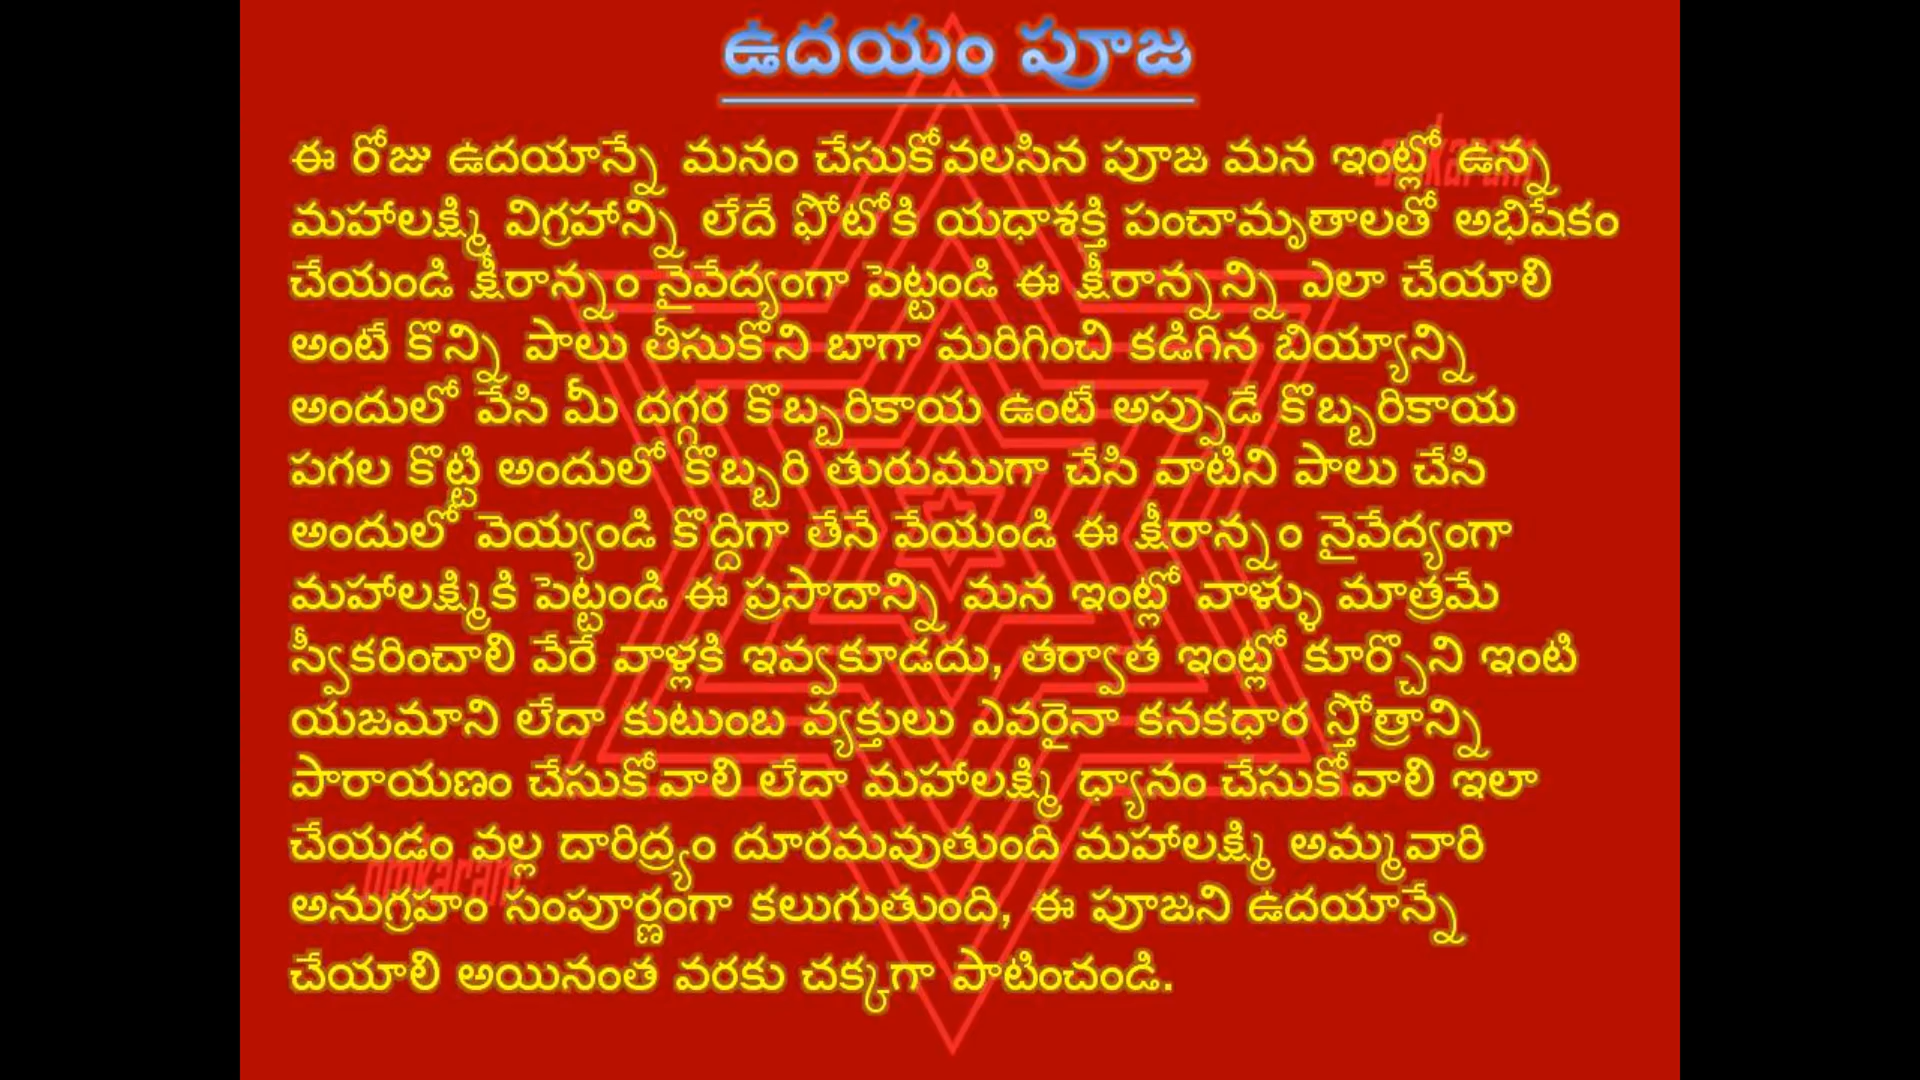 ఉదయం పూజ
ఈ రోజు ఉదయాన్నే మనం చేసుకోవలసిన పూజ మన ఇంట్లో ఉన్న
మహాలక్ష్మి విగ్రహాన్ని లేదే ఫోటోకి యధాశక్తి పంచామృతాలతో అభిషేకం
చేయండి క్షీరాన్నం నైవేద్యంగా పెట్టండి ఈ క్షీరాన్నన్ని ఎలా చేయాలి
అంటే కొన్ని పాలు తీసుకొని బాగా మరిగించి కడిగిన బియ్యాన్ని
అందులో వేసి మీ దగ్గర కొబ్బరికాయ ఉంటే అప్పుడే కొబ్బరికాయ
పగల కొట్టి అందులో కొబ్బరి తురుముగా చేసి వాటిని పాలు చేసి
అందులో వెయ్యండి కొద్దిగా తేనే వేయండి ఈ క్షీరాన్నం నైవేద్యంగా
మహాలక్ష్మికి పెట్టండి ఈ ప్రసాదాన్ని మన ఇంట్లో వాళ్ళు మాత్రమే
స్వీకరించాలి వేరే వాళ్లకి ఇవ్వకూడదు, తర్వాత ఇంట్లో కూర్చొని ఇంటి
యజమాని లేదా కుటుంబ వ్యక్తులు ఎవరైనా కనకధార స్తోత్రాన్ని
పారాయణం చేసుకోవాలి లేదా మహాలక్ష్మి ధ్యానం చేసుకోవాలి ఇలా
చేయడం వల్ల దారిద్ర్యం దూరమవుతుంది మహాలక్ష్మి అమ్మవారి
అనుగ్రహం సంపూర్ణంగా కలుగుతుంది, ఈ పూజని ఉదయాన్నే
చేయాలి అయినంత వరకు చక్కగా పాటించండి.
omkaram